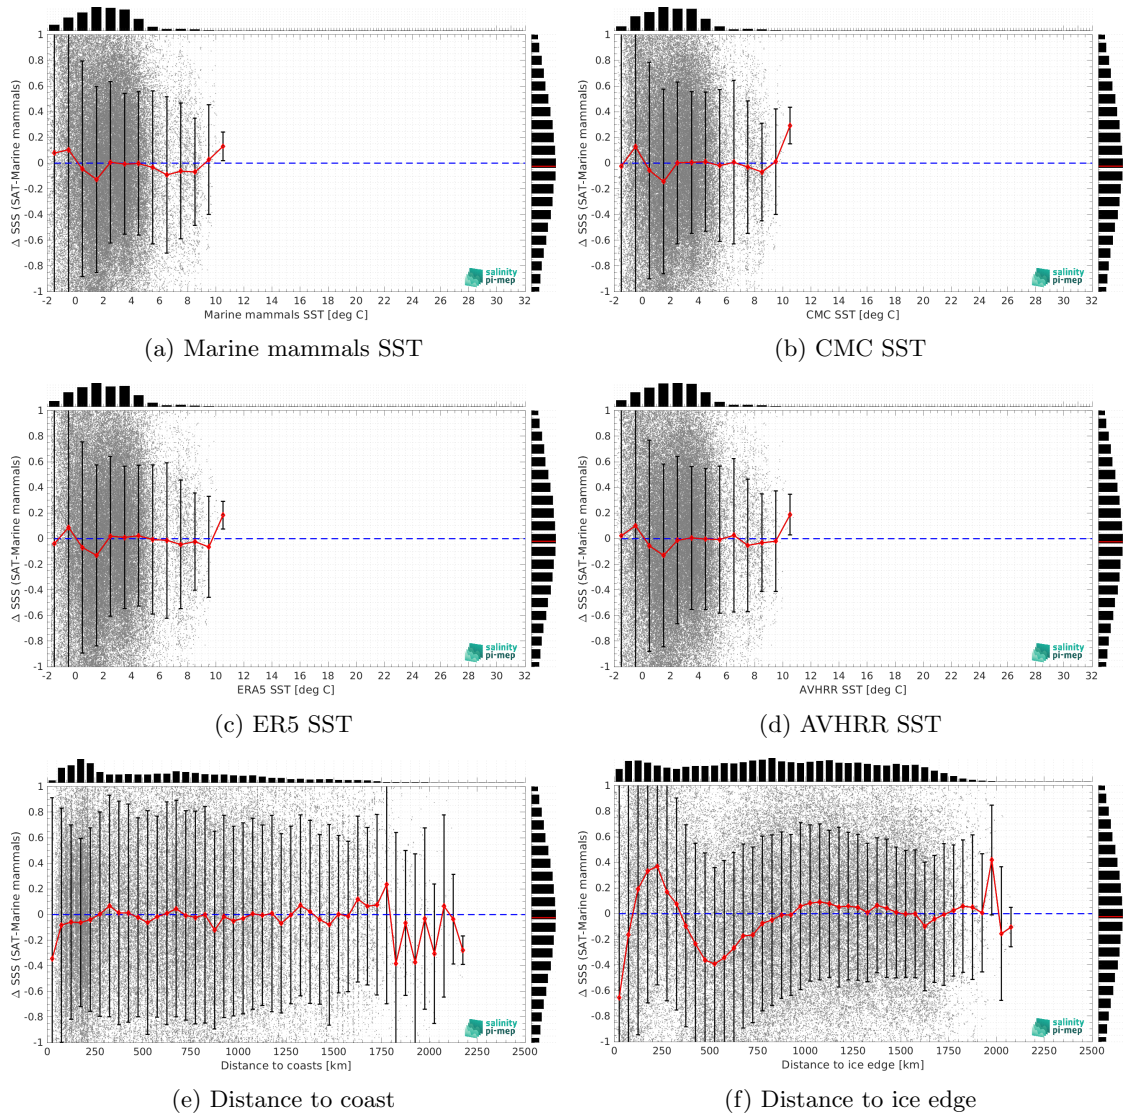 1
0.8
0.6
0.4
0.2
0
-0.2
-0.4
-0.6
-0.8
-1
Δ SSS (SAT-Marine mammals)
salinity
pi-mep
-2 0 2 4 6 8 10 12 14 16 18 20 22 24 26 28 30 32
Marine mammals SST [deg C]
(a) Marine mammals SST
1
0.8
0.6
0.4
0.2
0
-0.2
-0.4
-0.6
-0.8
-1
Δ SSS (SAT-Marine mammals)
salinity
pi-mep
-2 0 2 4 6 8 10 12 14 16 18 20 22 24 26 28 30 32
CMC SST [deg C]
(b) CMC SST
1
0.8
0.6
0.4
0.2
0
-0.2
-0.4
-0.6
-0.8
-1
Δ SSS (SAT-Marine mammals)
salinity
pi-mep
-2 0 2 4 6 8 10 12 14 16 18 20 22 24 26 28 30 32
ERA5 SST [deg C]
(c) ER5 SST
1
0.8
0.6
0.4
0.2
0
-0.2
-0.4
-0.6
-0.8
-1
Δ SSS (SAT-Marine mammals)
salinity
pi-mep
-2 0 2 4 6 8 10 12 14 16 18 20 22 24 26 28 30 32
AVHRR SST [deg C]
(d) AVHRR SST
1
0.8
0.6
0.4
0.2
0
-0.2
-0.4
-0.6
-0.8
-1
Δ SSS (SAT-Marine mammals)
salinity
pi-mep
0 250 500 750 1000 1250 1500 1750 2000 2250 2500
Distance to coasts [km]
(e) Distance to coast
1
0.8
0.6
0.4
0.2
0
-0.2
-0.4
-0.6
-0.8
-1
Δ SSS (SAT-Marine mammals)
salinity
pi-mep
0 250 500 750 1000 1250 1500 1750 2000 2250 2500
Distance to ice edge [km]
(f) Distance to ice edge